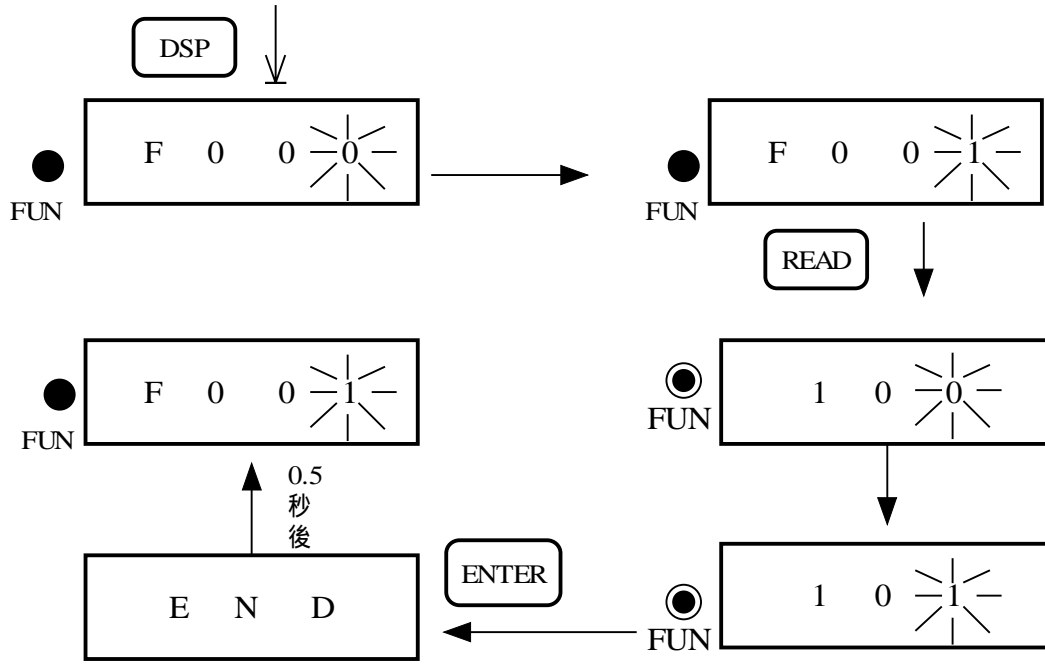 DSP
F 0 0 0
FUN
F 0 0 1
FUN
READ
1 0 0
FUN
1 0 1
FUN
ENTER
E N D
0.5
秒
後
F 0 0 1
FUN